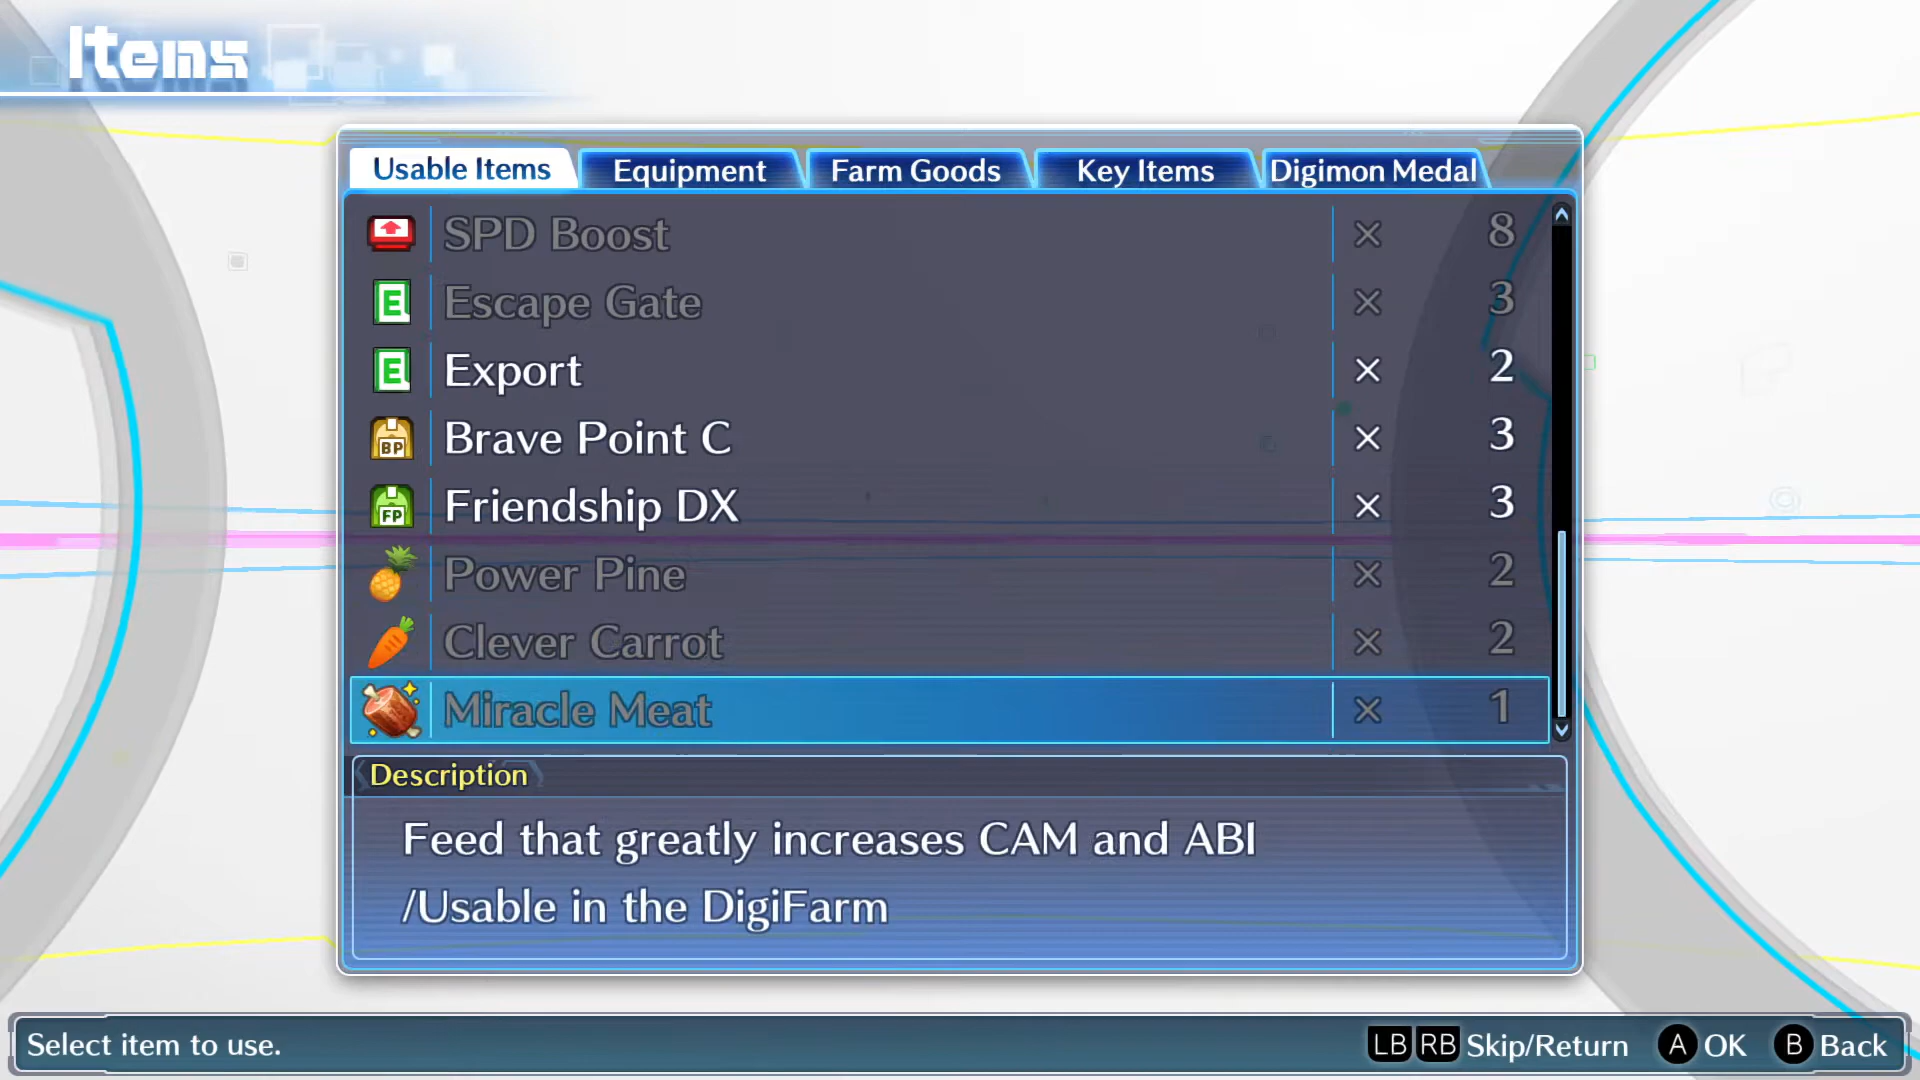 Items
Usable Items Equipment Farm Goods Key Items Digimon Medal
SPD Boost × 8
E Escape Gate × 3
E Export × 2
BP Brave Point C × 3
FP Friendship DX × 3
Power Pine × 2
Clever Carrot × 2
Miracle Meat × 1
Description
Feed that greatly increases CAM and ABI
/Usable in the DigiFarm
Select item to use. LB RB Skip/Return A OK B Back